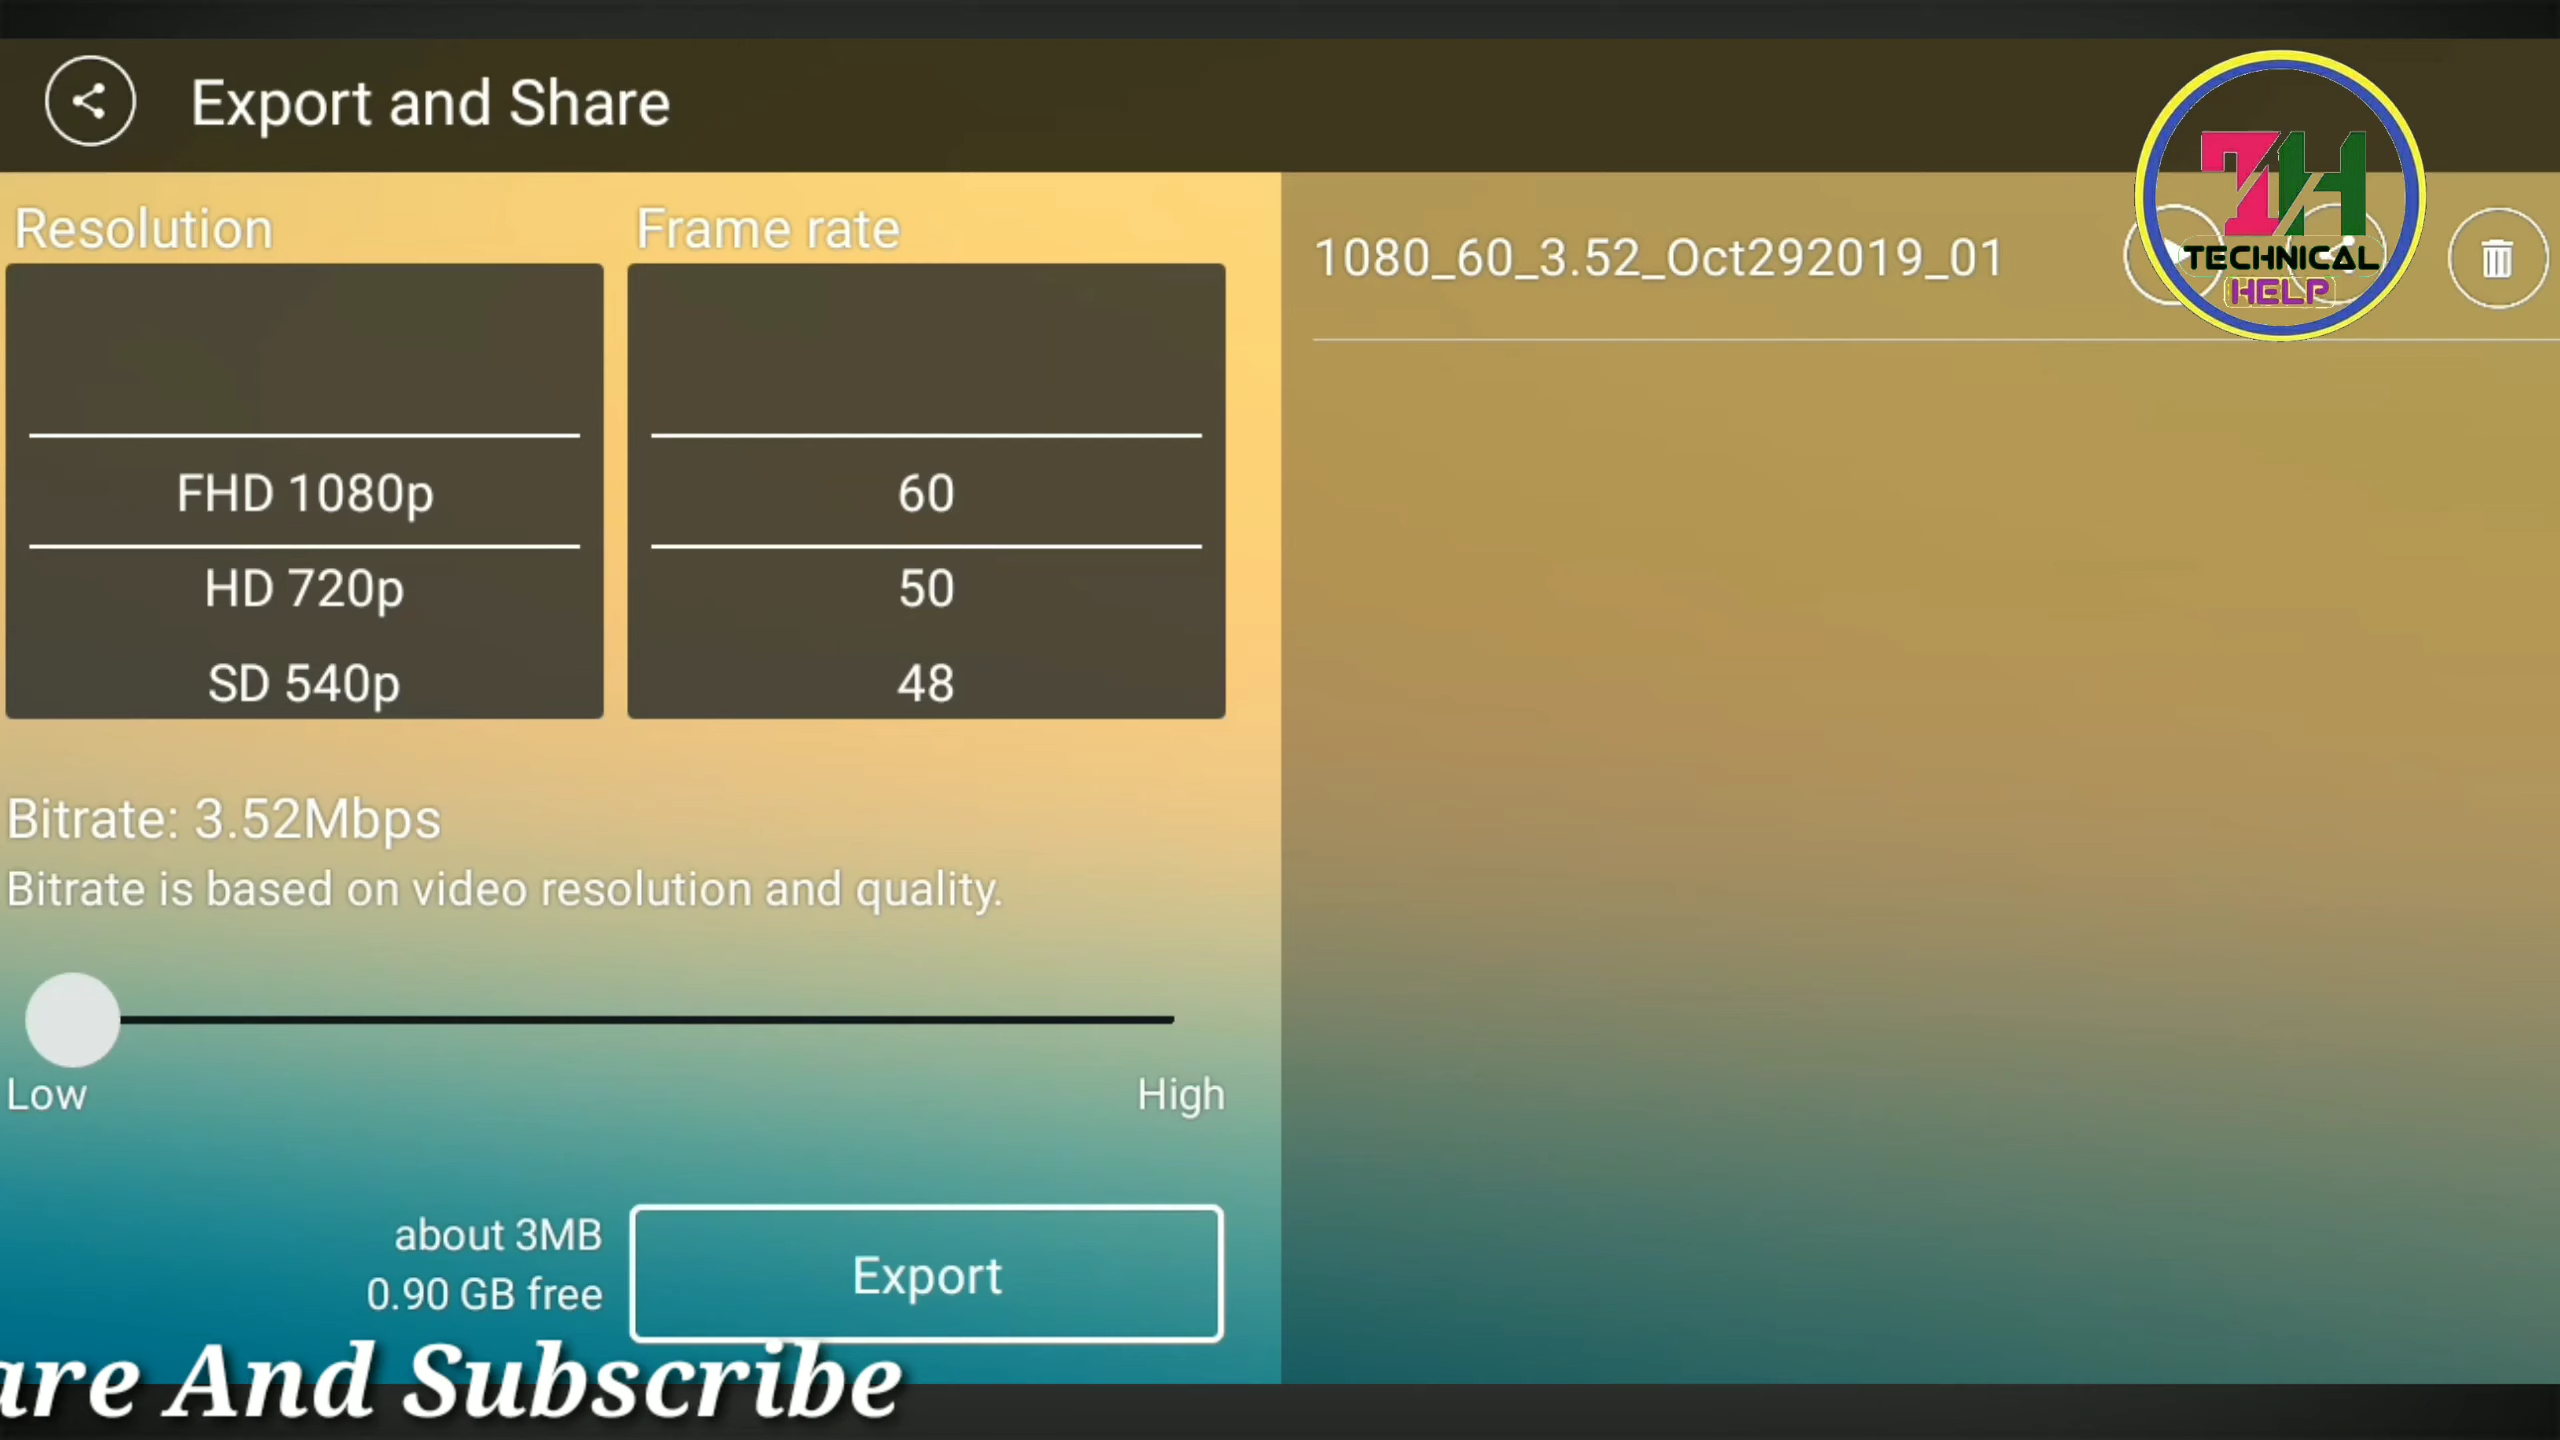 Export and Share
Resolution
Frame rate
FHD 1080p
HD 720p
SD 540p
60
50
48
Bitrate: 3.52Mbps
Bitrate is based on video resolution and quality.
Low
High
about 3MB
0.90 GB free
Export
1080_60_3.52_Oct292019_01
TH
TECHNICAL
HELP
are And Subscribe